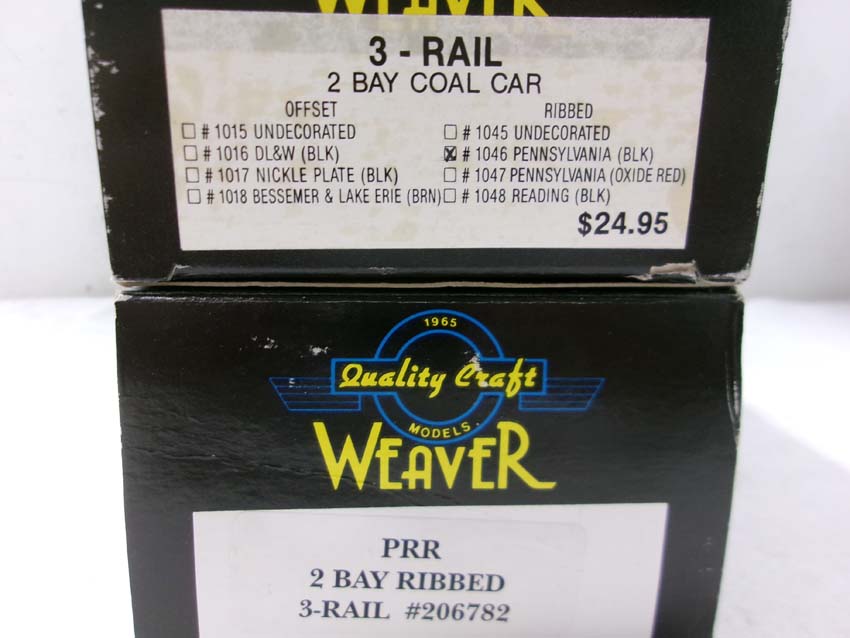 WEAVER
3 - RAIL
2 BAY COAL CAR
OFFSET RIBBED
# 1015 UNDECORATED # 1045 UNDECORATED
# 1016 DL&W (BLK) X # 1046 PENNSYLVANIA (BLK)
# 1017 NICKLE PLATE (BLK) # 1047 PENNSYLVANIA (OXIDE RED)
# 1018 BESSEMER & LAKE ERIE (BRN) # 1048 READING (BLK)
$24.95
1965
Quality Craft
MODELS
WEAVER
PRR
2 BAY RIBBED
3-RAIL #206782